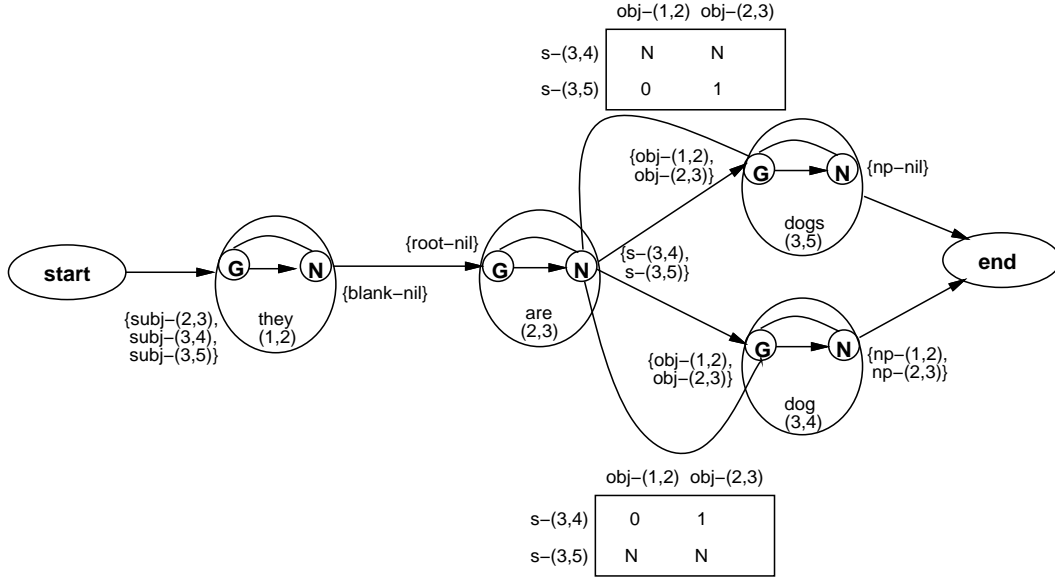 obj−(1,2) obj−(2,3)
s−(3,4) N N
s−(3,5) 0 1
{obj−(1,2),
obj−(2,3)}
G N
{np−nil}
dogs
(3,5)
{root−nil}
{s−(3,4),
s−(3,5)}
start
G N
G N
end
{blank−nil}
{subj−(2,3),
subj−(3,4),
subj−(3,5)}
they
(1,2)
are
(2,3)
{obj−(1,2),
obj−(2,3)}
G N
{np−(1,2),
np−(2,3)}
dog
(3,4)
obj−(1,2) obj−(2,3)
s−(3,4) 0 1
s−(3,5) N N